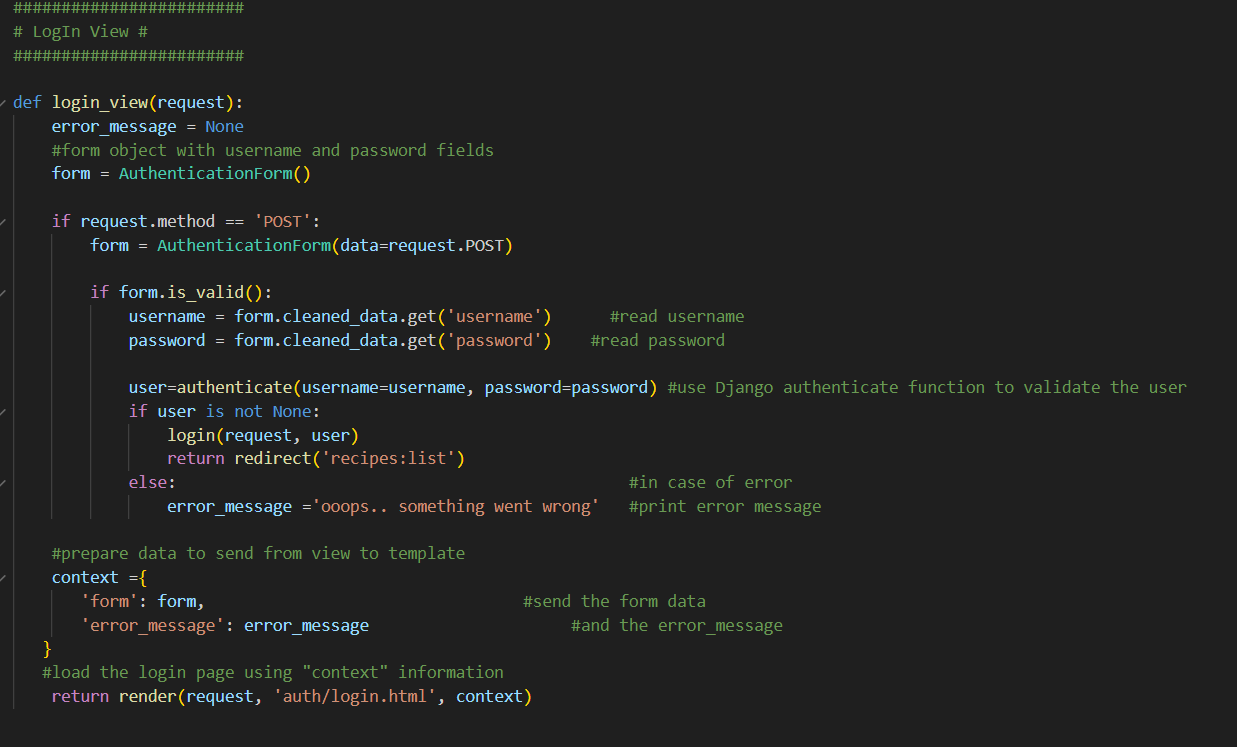 ########################
# LogIn View #
########################
def login_view(request):
    error_message = None
    #form object with username and password fields
    form = AuthenticationForm()
    if request.method == 'POST':
        form = AuthenticationForm(data=request.POST)
        if form.is_valid():
            username = form.cleaned_data.get('username')      #read username
            password = form.cleaned_data.get('password')    #read password
            user=authenticate(username=username, password=password) #use Django authenticate function to validate the user
            if user is not None:
                login(request, user)
                return redirect('recipes:list')
            else:                                               #in case of error
                error_message ='ooops.. something went wrong'   #print error message
    #prepare data to send from view to template
    context ={
       'form': form,                                 #send the form data
       'error_message': error_message                     #and the error_message
   }
   #load the login page using "context" information
    return render(request, 'auth/login.html', context)